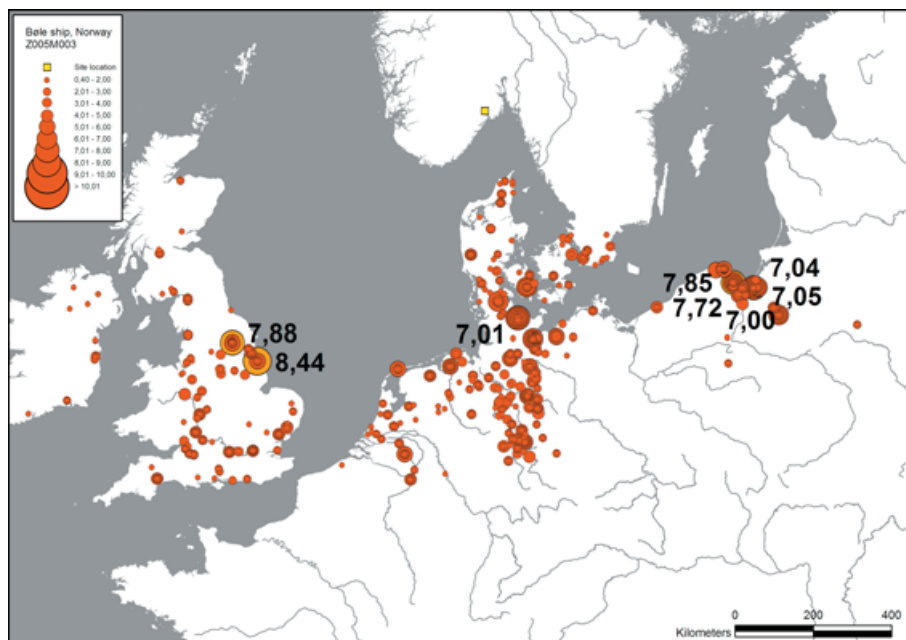 Bøle ship, Norway
Z005M003
Site location
0,40 - 2,00
2,01 - 3,00
3,01 - 4,00
4,01 - 5,00
5,01 - 6,00
6,01 - 7,00
7,01 - 8,00
8,01 - 9,00
9,01 - 10,00
> 10,01
7,04
7,85
7,05
7,72
7,00
7,88
7,01
8,44
0 200 400
Kilometers